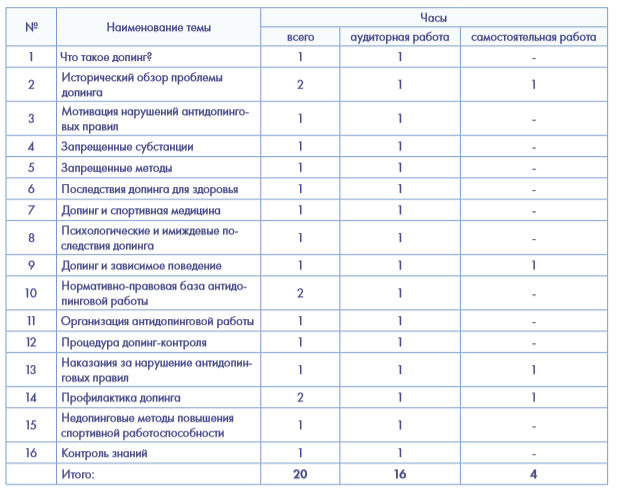 № Наименование темы Часы
всего аудиторная работа самостоятельная работа
1 Что такое допинг? 1 1 -
2 Исторический обзор проблемы
допинга 2 1 1
3 Мотивация нарушений антидопинго-
вых правил 1 1 -
4 Запрещенные субстанции 1 1 -
5 Запрещенные методы 1 1 -
6 Последствия допинга для здоровья 1 1 -
7 Допинг и спортивная медицина 1 1 -
8 Психологические и имиджевые по-
следствия допинга 1 1 -
9 Допинг и зависимое поведение 1 1 1
10 Нормативно-правовая база антидо-
пинговой работы 2 1 -
11 Организация антидопинговой работы 1 1 -
12 Процедура допинг-контроля 1 1 -
13 Наказания за нарушение антидопин-
говых правил 1 1 1
14 Профилактика допинга 2 1 1
15 Недопинговые методы повышения
спортивной работоспособности 1 1 -
16 Контроль знаний 1 1 -
Итого: 20 16 4